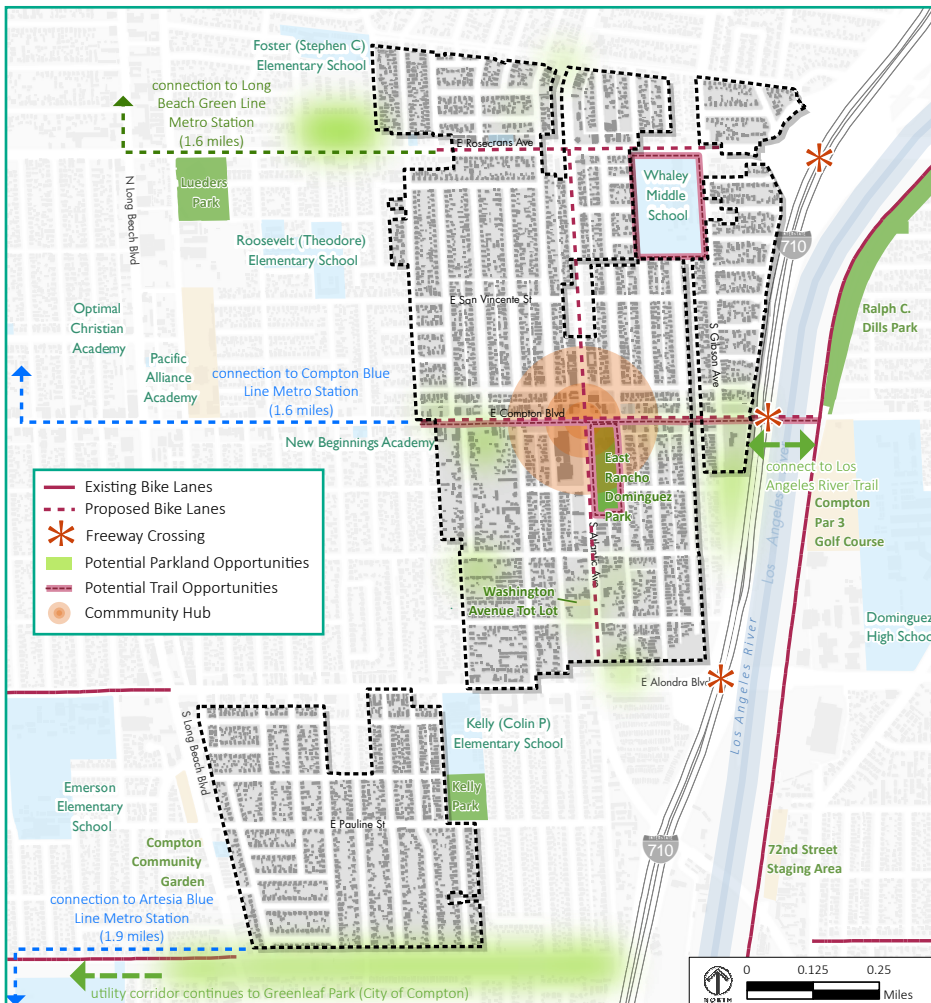 Foster (Stephen C)
Elementary School
connection to Long
Beach Green Line
Metro Station
(1.6 miles)
E Rosecrans Ave
Lueders
Park
N Long Beach Blvd
Whaley
Middle
School
Roosevelt (Theodore)
Elementary School
710
E San Vincente St
Optimal
Christian
Academy
Pacific
Alliance
Academy
S Gibson Ave
Ralph C.
Dills Park
connection to Compton Blue
Line Metro Station
(1.6 miles)
E Compton Blvd
New Beginnings Academy
East
Rancho
Dominguez
Park
connect to Los
Angeles River Trail
Compton
Par 3
Golf Course
Los Angeles River
Existing Bike Lanes
Proposed Bike Lanes
Freeway Crossing
Potential Parkland Opportunities
Potential Trail Opportunities
Commmunity Hub
S Atlantic Ave
Washington
Avenue Tot Lot
Dominguez
High School
E Alondra Blvd
Los Angeles River
S Long Beach Blvd
Kelly (Colin P)
Elementary School
Emerson
Elementary
School
Kelly
Park
E Pauline St
Compton
Community
Garden
710
72nd Street
Staging Area
connection to Artesia Blue
Line Metro Station
(1.9 miles)
utility corridor continues to Greenleaf Park (City of Compton)
NORTH
0 0.125 0.25
Miles